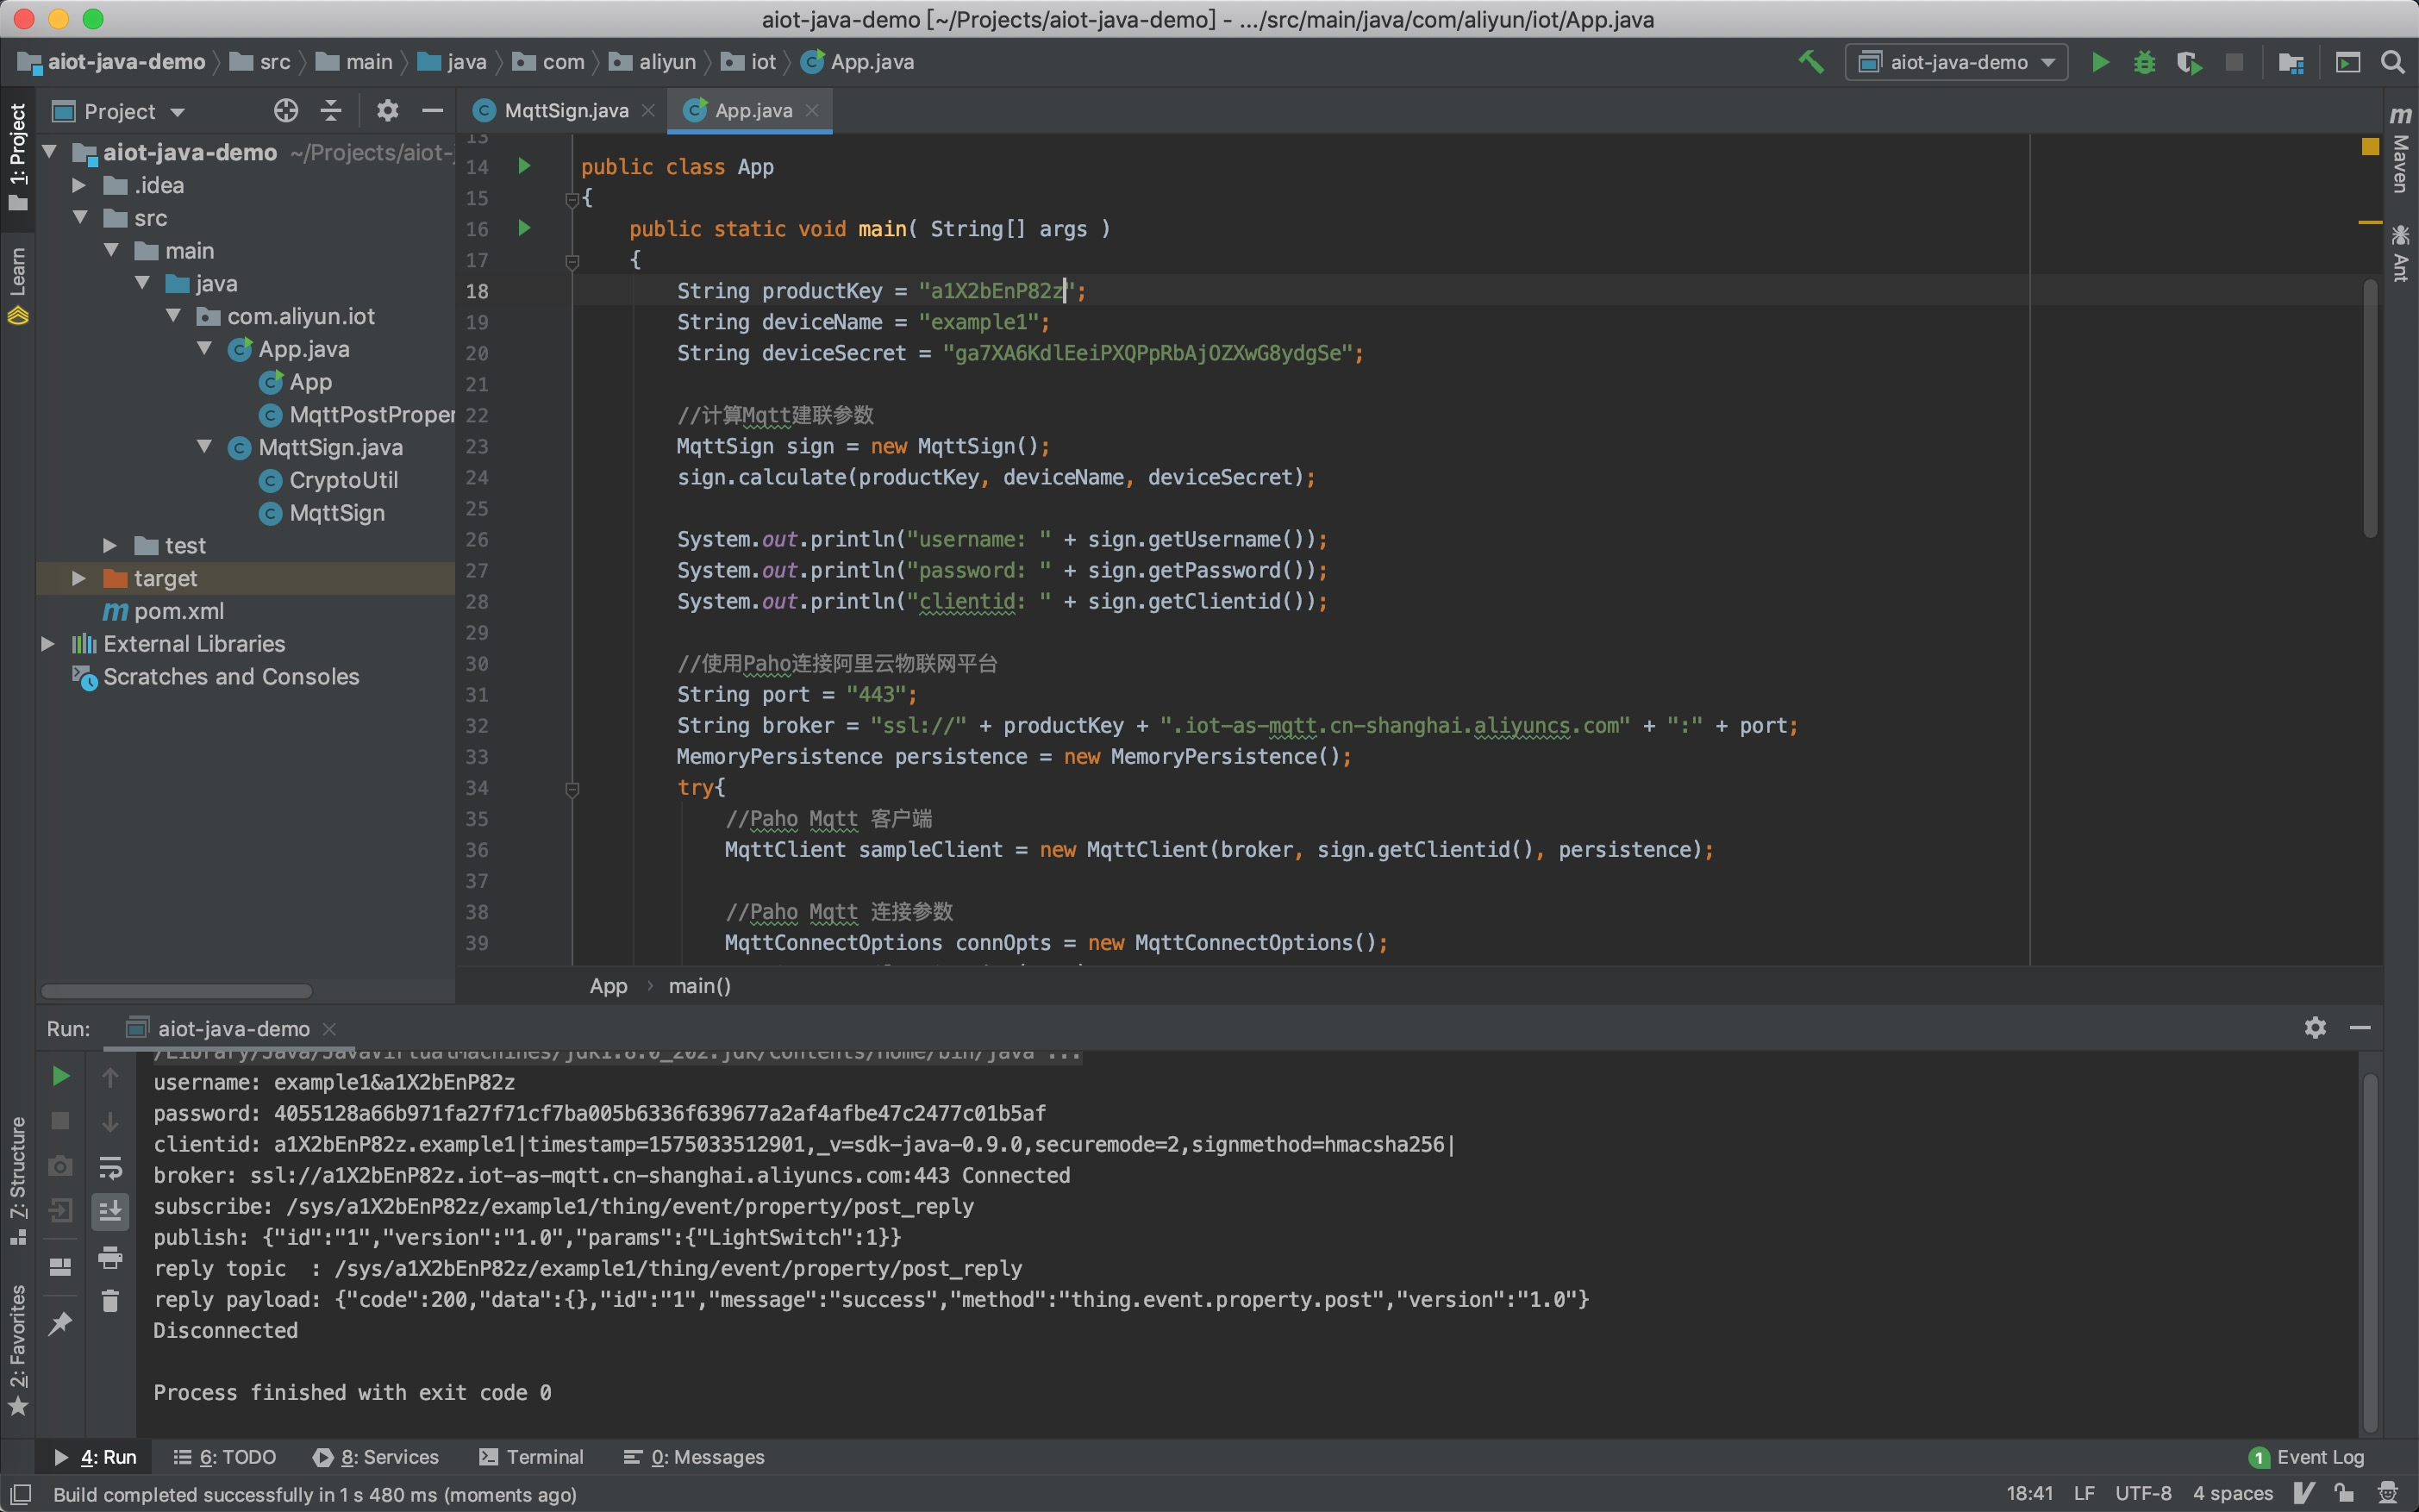 aiot-java-demo [~/Projects/aiot-java-demo] - .../src/main/java/com/aliyun/iot/App.java
aiot-java-demo src main java com aliyun iot App.java
aiot-java-demo
Project
MqttSign.java
App.java
1: Project
Learn
7: Structure
2: Favorites
Maven
Ant
aiot-java-demo ~/Projects/aiot-
.idea
src
main
java
com.aliyun.iot
App.java
App
MqttPostProper
MqttSign.java
CryptoUtil
MqttSign
test
target
pom.xml
External Libraries
Scratches and Consoles
13
14 public class App
15 {
16 public static void main( String[] args )
17 {
18 String productKey = "a1X2bEnP82z";
19 String deviceName = "example1";
20 String deviceSecret = "ga7XA6KdlEeiPXQPpRbAjOZXwG8ydgSe";
21
22 //计算Mqtt建联参数
23 MqttSign sign = new MqttSign();
24 sign.calculate(productKey, deviceName, deviceSecret);
25
26 System.out.println("username: " + sign.getUsername());
27 System.out.println("password: " + sign.getPassword());
28 System.out.println("clientid: " + sign.getClientid());
29
30 //使用Paho连接阿里云物联网平台
31 String port = "443";
32 String broker = "ssl://" + productKey + ".iot-as-mqtt.cn-shanghai.aliyuncs.com" + ":" + port;
33 MemoryPersistence persistence = new MemoryPersistence();
34 try{
35 //Paho Mqtt 客户端
36 MqttClient sampleClient = new MqttClient(broker, sign.getClientid(), persistence);
37
38 //Paho Mqtt 连接参数
39 MqttConnectOptions connOpts = new MqttConnectOptions();
App › main()
Run: aiot-java-demo
/Library/Java/JavaVirtualMachines/jdk1.8.0_202.jdk/Contents/Home/bin/java ...
username: example1&a1X2bEnP82z
password: 4055128a66b971fa27f71cf7ba005b6336f639677a2af4afbe47c2477c01b5af
clientid: a1X2bEnP82z.example1|timestamp=1575033512901,_v=sdk-java-0.9.0,securemode=2,signmethod=hmacsha256|
broker: ssl://a1X2bEnP82z.iot-as-mqtt.cn-shanghai.aliyuncs.com:443 Connected
subscribe: /sys/a1X2bEnP82z/example1/thing/event/property/post_reply
publish: {"id":"1","version":"1.0","params":{"LightSwitch":1}}
reply topic  : /sys/a1X2bEnP82z/example1/thing/event/property/post_reply
reply payload: {"code":200,"data":{},"id":"1","message":"success","method":"thing.event.property.post","version":"1.0"}
Disconnected
Process finished with exit code 0
4: Run 6: TODO 8: Services Terminal 0: Messages
1 Event Log
Build completed successfully in 1 s 480 ms (moments ago)
18:41 LF UTF-8 4 spaces